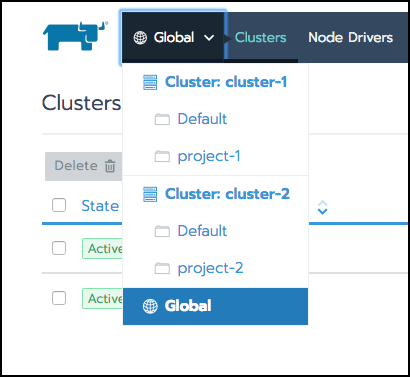 Global Clusters Node Drivers
Clusters
Cluster: cluster-1
Default
project-1
Delete
Cluster: cluster-2
State
Default
project-2
Active
Global
Active